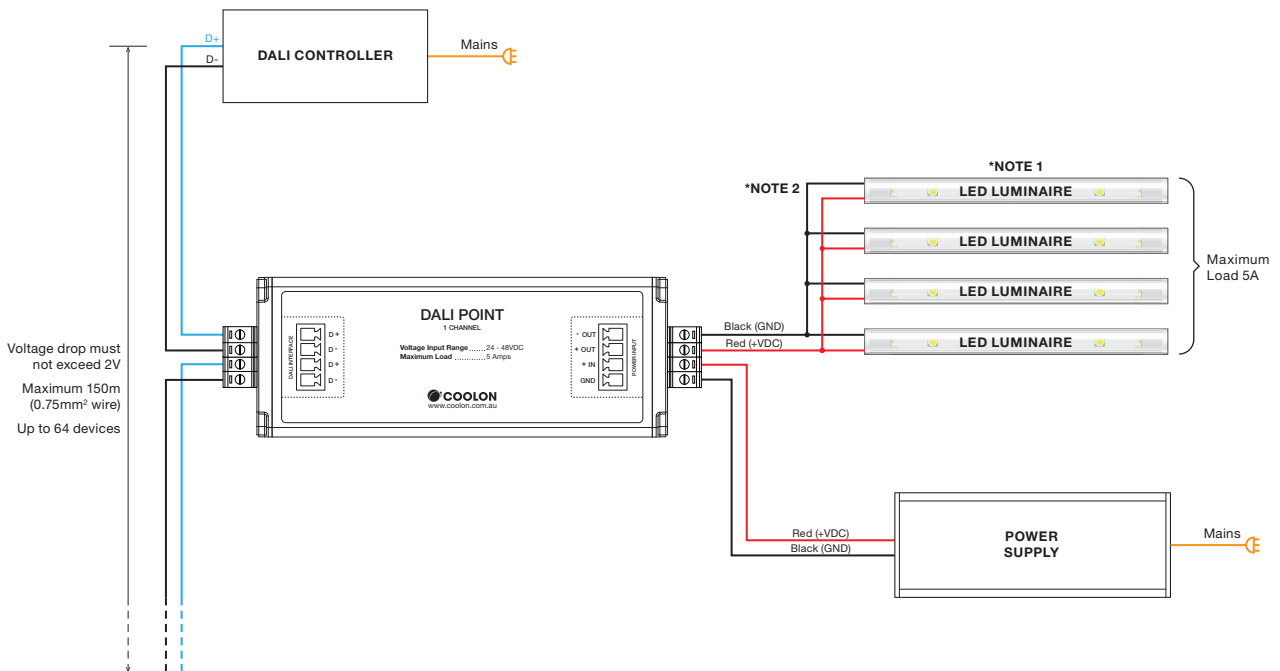 D+
D-
DALI CONTROLLER
Mains
*NOTE 1
*NOTE 2
LED LUMINAIRE
LED LUMINAIRE
LED LUMINAIRE
LED LUMINAIRE
Maximum
Load 5A
Voltage drop must
not exceed 2V
Maximum 150m
(0.75mm² wire)
Up to 64 devices
DALI INTERFACE
D+
D-
D+
D-
DALI POINT
1 CHANNEL
Voltage Input Range ...... 24 - 48VDC
Maximum Load ............ 5 Amps
COOLON
www.coolon.com.au
- OUT
+ OUT
+ IN
GND
POWER INPUT
Black (GND)
Red (+VDC)
Red (+VDC)
Black (GND)
POWER
SUPPLY
Mains